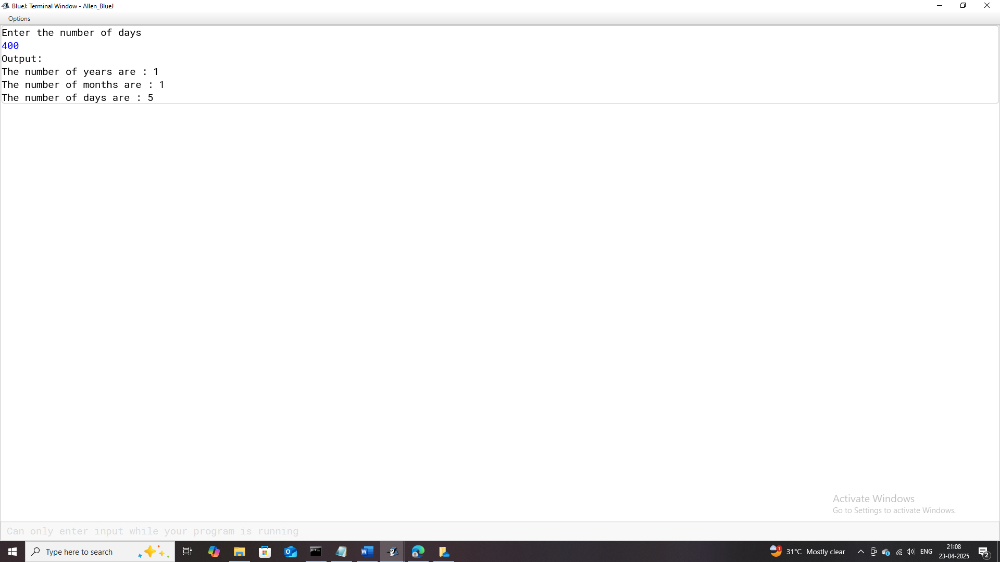 BlueJ: Terminal Window - Allen_BlueJ
Options
Enter the number of days
400
Output:
The number of years are : 1
The number of months are : 1
The number of days are : 5
Activate Windows
Go to Settings to activate Windows.
Can only enter input while your program is running
Type here to search
1
31°C Mostly clear
ENG
21:08
23-04-2025
2